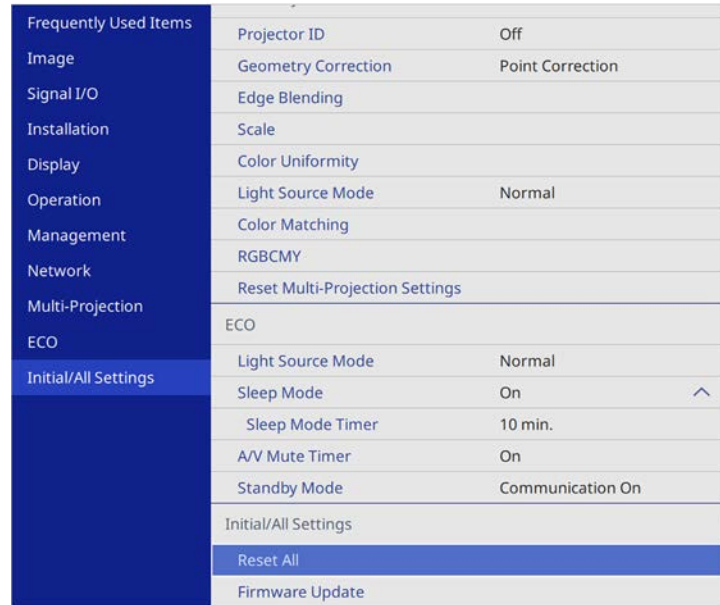 Frequently Used Items
Image
Signal I/O
Installation
Display
Operation
Management
Network
Multi-Projection
ECO
Initial/All Settings
Projector ID Off
Geometry Correction Point Correction
Edge Blending
Scale
Color Uniformity
Light Source Mode Normal
Color Matching
RGBCMY
Reset Multi-Projection Settings
ECO
Light Source Mode Normal
Sleep Mode On
Sleep Mode Timer 10 min.
A/V Mute Timer On
Standby Mode Communication On
Initial/All Settings
Reset All
Firmware Update